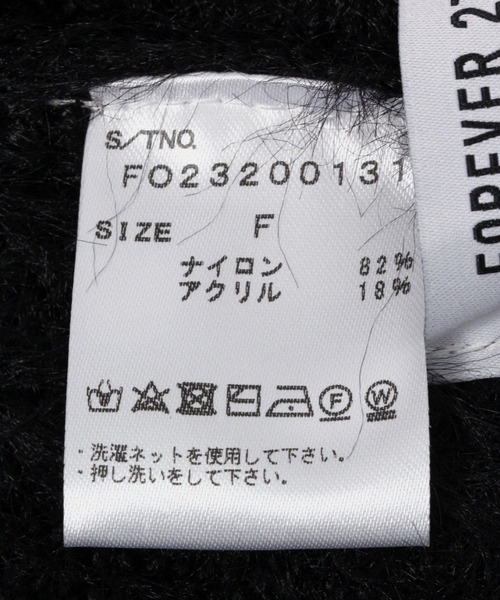 S/TNO.
FO23200131
SIZE F
ナイロン 82%
アクリル 18%
F W
・洗濯ネットを使用して下さい。
・押し洗いをして下さい。
FOREVER 2